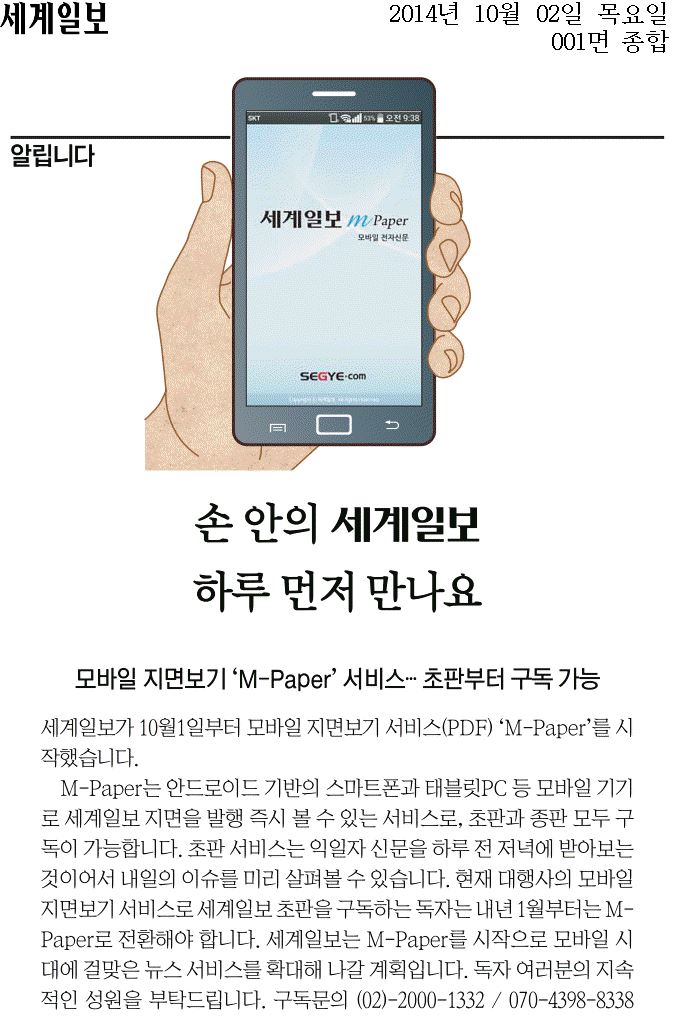 세계일보
2014년 10월 02일 목요일
001면 종합
알립니다
SKT 53% 오전 9:38
세계일보 m Paper
모바일 전자신문
SEGYE.com
손 안의 세계일보
하루 먼저 만나요
모바일 지면보기 ‘M-Paper’ 서비스… 초판부터 구독 가능
세계일보가 10월1일부터 모바일 지면보기 서비스(PDF) ‘M-Paper’를 시
작했습니다.
M-Paper는 안드로이드 기반의 스마트폰과 태블릿PC 등 모바일 기기
로 세계일보 지면을 발행 즉시 볼 수 있는 서비스로, 초판과 종판 모두 구
독이 가능합니다. 초판 서비스는 익일자 신문을 하루 전 저녁에 받아보는
것이어서 내일의 이슈를 미리 살펴볼 수 있습니다. 현재 대행사의 모바일
지면보기 서비스로 세계일보 초판을 구독하는 독자는 내년 1월부터는 M-
Paper로 전환해야 합니다. 세계일보는 M-Paper를 시작으로 모바일 시
대에 걸맞은 뉴스 서비스를 확대해 나갈 계획입니다. 독자 여러분의 지속
적인 성원을 부탁드립니다. 구독문의 (02)-2000-1332 / 070-4398-8338